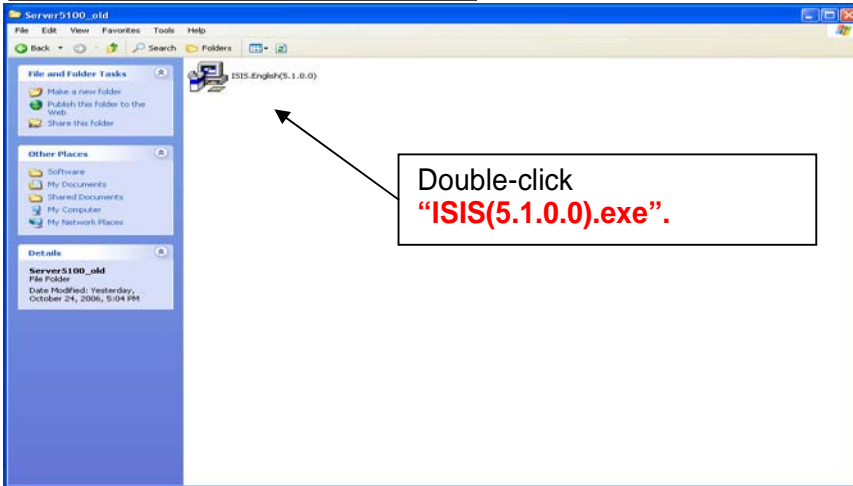 Server5100_old
File Edit View Favorites Tools Help
Back Search Folders
File and Folder Tasks
Make a new folder
Publish this folder to the
Web
Share this folder
Other Places
Software
My Documents
Shared Documents
My Computer
My Network Places
Details
Server5100_old
File Folder
Date Modified: Yesterday,
October 24, 2006, 5:04 PM
ISIS.English(5.1.0.0)
Double-click
“ISIS(5.1.0.0).exe”.